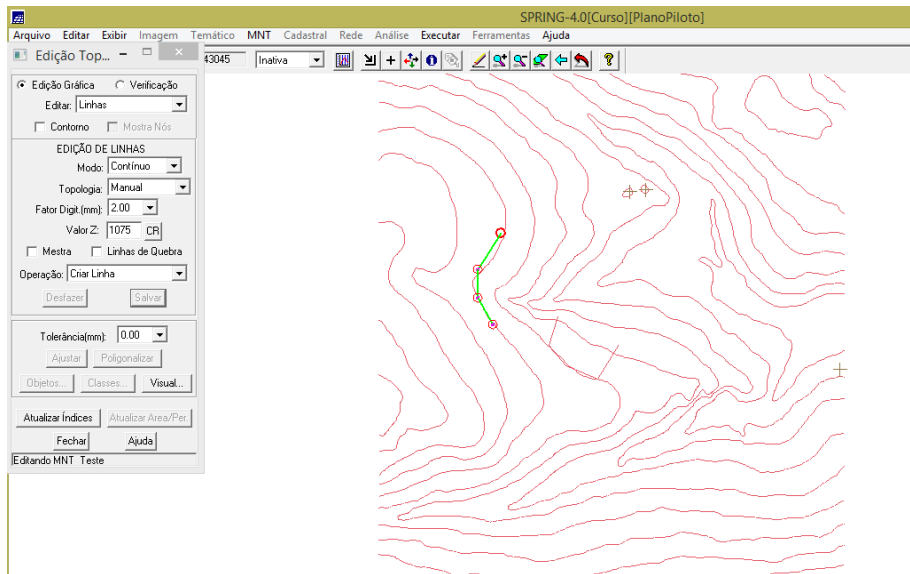 SPRING-4.0[Curso][PlanoPiloto]
Arquivo Editar Exibir Imagem Temático MNT Cadastral Rede Análise Executar Ferramentas Ajuda
Edição Top...
43045 Inativa
Edição Gráfica Verificação
Editar: Linhas
Contorno Mostra Nós
EDIÇÃO DE LINHAS
Modo: Contínuo
Topologia: Manual
Fator Digit.(mm): 2.00
Valor Z: 1075 CR
Mestra Linhas de Quebra
Operação: Criar Linha
Desfazer Salvar
Tolerância(mm): 0.00
Ajustar Poligonalizar
Objetos... Classes... Visual...
Atualizar Índices Atualizar Area/Per.
Fechar Ajuda
Editando MNT Teste